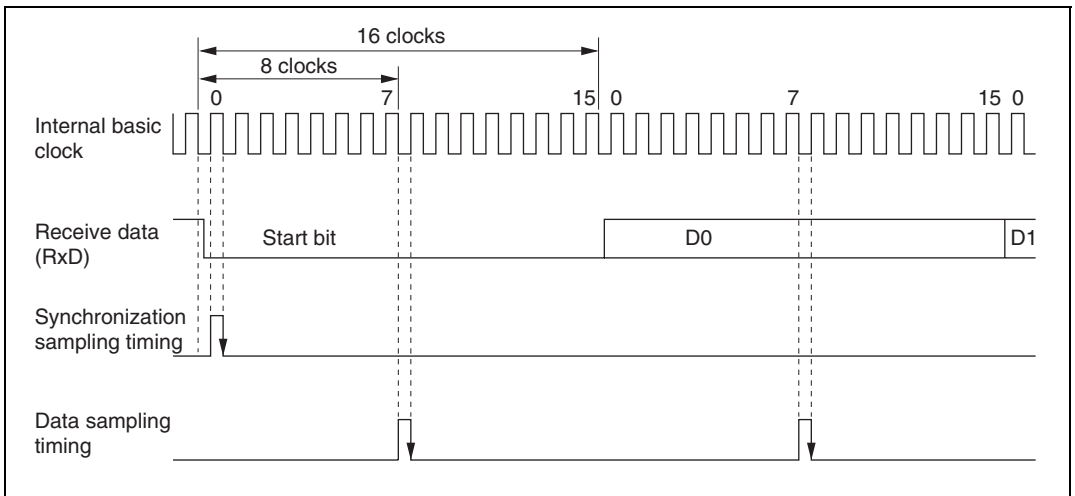 16 clocks
8 clocks
0 7 15 0 7 15 0
Internal basic
clock
Receive data
(RxD)
Start bit D0 D1
Synchronization
sampling timing
Data sampling
timing